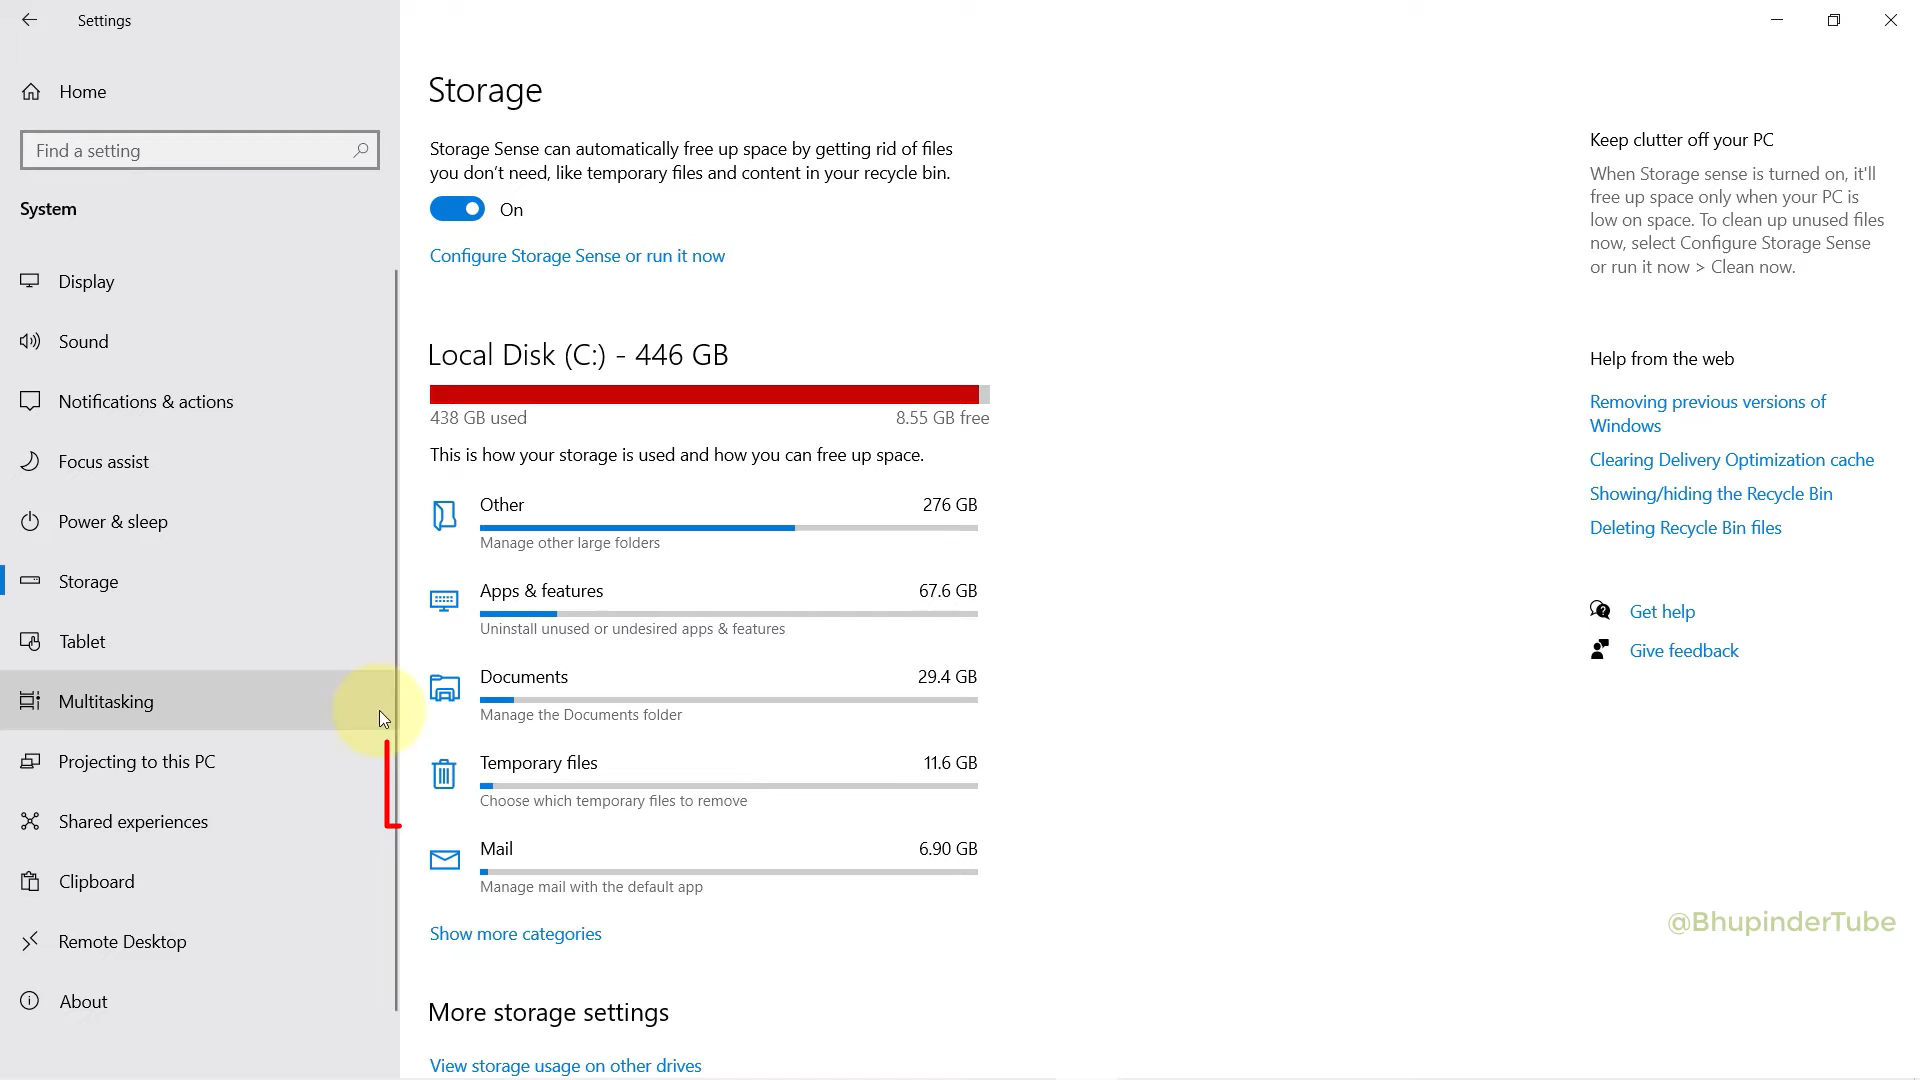 Settings
Home
Find a setting
System
Display
Sound
Notifications & actions
Focus assist
Power & sleep
Storage
Tablet
Multitasking
Projecting to this PC
Shared experiences
Clipboard
Remote Desktop
About
Storage
Storage Sense can automatically free up space by getting rid of files
you don't need, like temporary files and content in your recycle bin.
On
Configure Storage Sense or run it now
Local Disk (C:) - 446 GB
438 GB used 8.55 GB free
This is how your storage is used and how you can free up space.
Other 276 GB
Manage other large folders
Apps & features 67.6 GB
Uninstall unused or undesired apps & features
Documents 29.4 GB
Manage the Documents folder
Temporary files 11.6 GB
Choose which temporary files to remove
Mail 6.90 GB
Manage mail with the default app
Show more categories
More storage settings
View storage usage on other drives
Keep clutter off your PC
When Storage sense is turned on, it'll
free up space only when your PC is
low on space. To clean up unused files
now, select Configure Storage Sense
or run it now > Clean now.
Help from the web
Removing previous versions of
Windows
Clearing Delivery Optimization cache
Showing/hiding the Recycle Bin
Deleting Recycle Bin files
Get help
Give feedback
@BhupinderTube